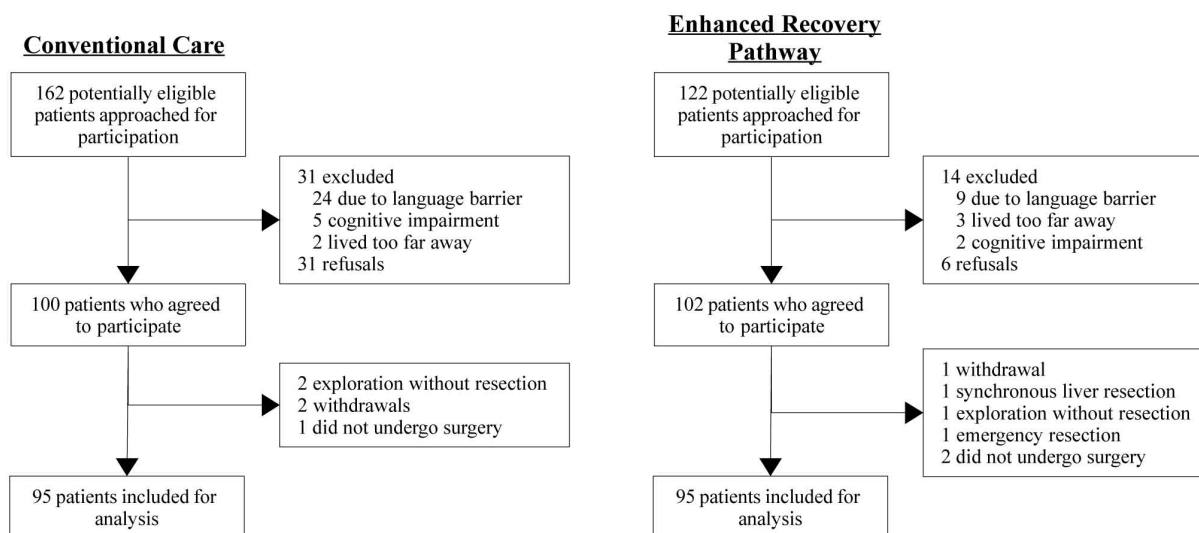 Conventional Care
162 potentially eligible
patients approached for
participation
31 excluded
24 due to language barrier
5 cognitive impairment
2 lived too far away
31 refusals
100 patients who agreed
to participate
2 exploration without resection
2 withdrawals
1 did not undergo surgery
95 patients included for
analysis
Enhanced Recovery
Pathway
122 potentially eligible
patients approached for
participation
14 excluded
9 due to language barrier
3 lived too far away
2 cognitive impairment
6 refusals
102 patients who agreed
to participate
1 withdrawal
1 synchronous liver resection
1 exploration without resection
1 emergency resection
2 did not undergo surgery
95 patients included for
analysis